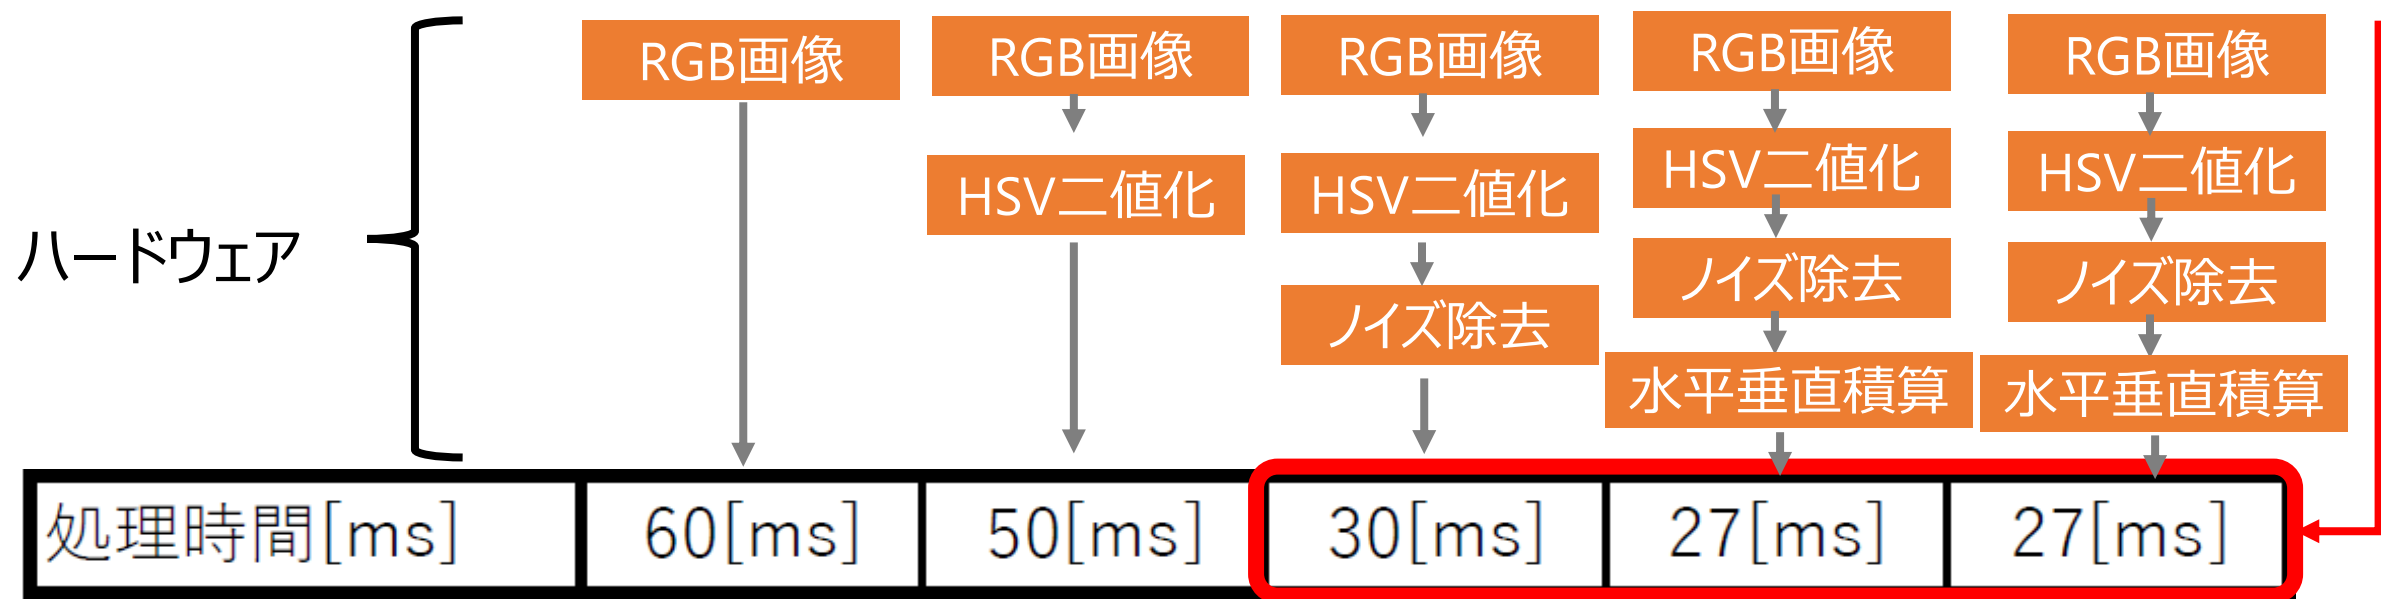 RGB画像
RGB画像
RGB画像
RGB画像
RGB画像
HSV二値化
HSV二値化
HSV二値化
HSV二値化
ハードウェア
ノイズ除去
ノイズ除去
ノイズ除去
水平垂直積算
水平垂直積算
処理時間[ms] 60[ms] 50[ms] 30[ms] 27[ms] 27[ms]